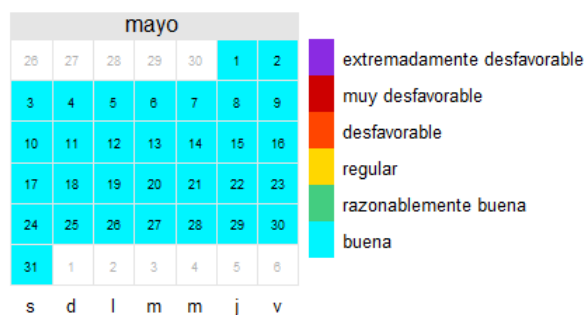 mayo
26 27 28 29 30 1 2
3 4 5 6 7 8 9
10 11 12 13 14 15 16
17 18 19 20 21 22 23
24 25 26 27 28 29 30
31 1 2 3 4 5 6
s d l m m j v
extremadamente desfavorable
muy desfavorable
desfavorable
regular
razonablemente buena
buena